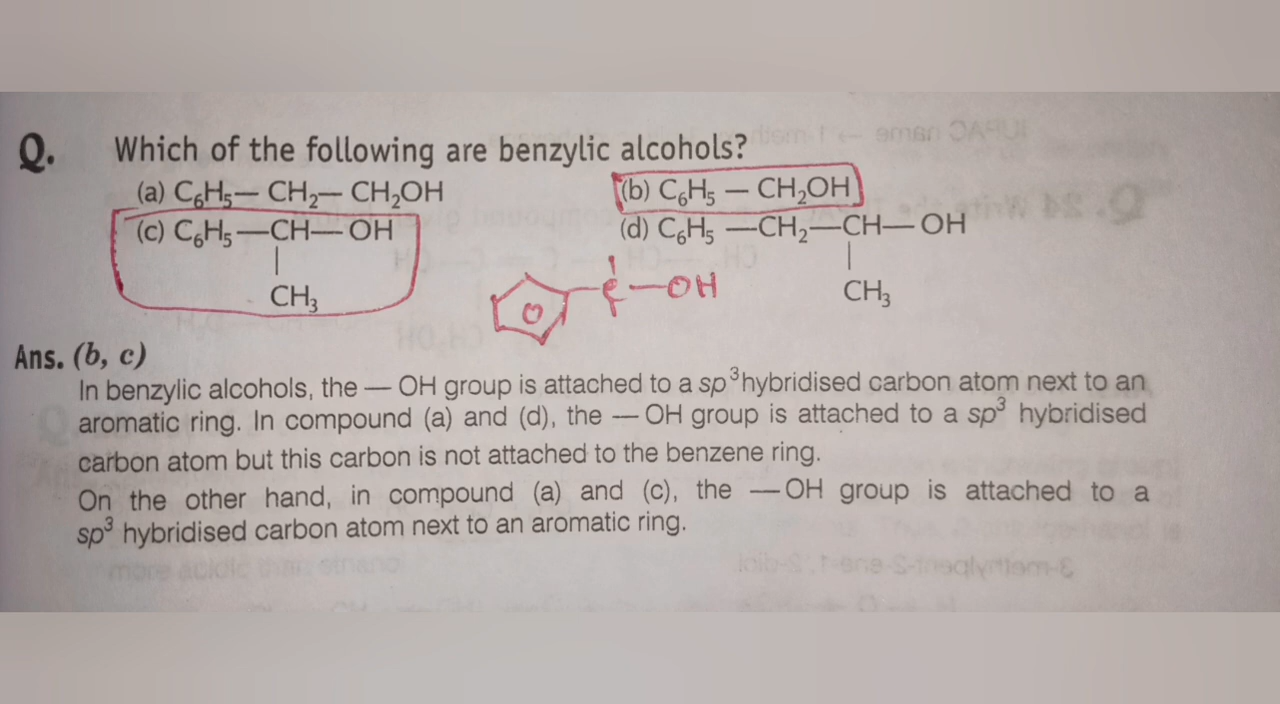 Q. Which of the following are benzylic alcohols?
(a) C₆H₅— CH₂— CH₂OH (b) C₆H₅ — CH₂OH
(c) C₆H₅—CH—OH (d) C₆H₅ —CH₂—CH—OH
|
|
CH₃
CH₃
—OH
Ans. (b, c)
In benzylic alcohols, the — OH group is attached to a sp³hybridised carbon atom next to an
aromatic ring. In compound (a) and (d), the — OH group is attached to a sp³ hybridised
carbon atom but this carbon is not attached to the benzene ring.
On the other hand, in compound (a) and (c), the —OH group is attached to a
sp³ hybridised carbon atom next to an aromatic ring.